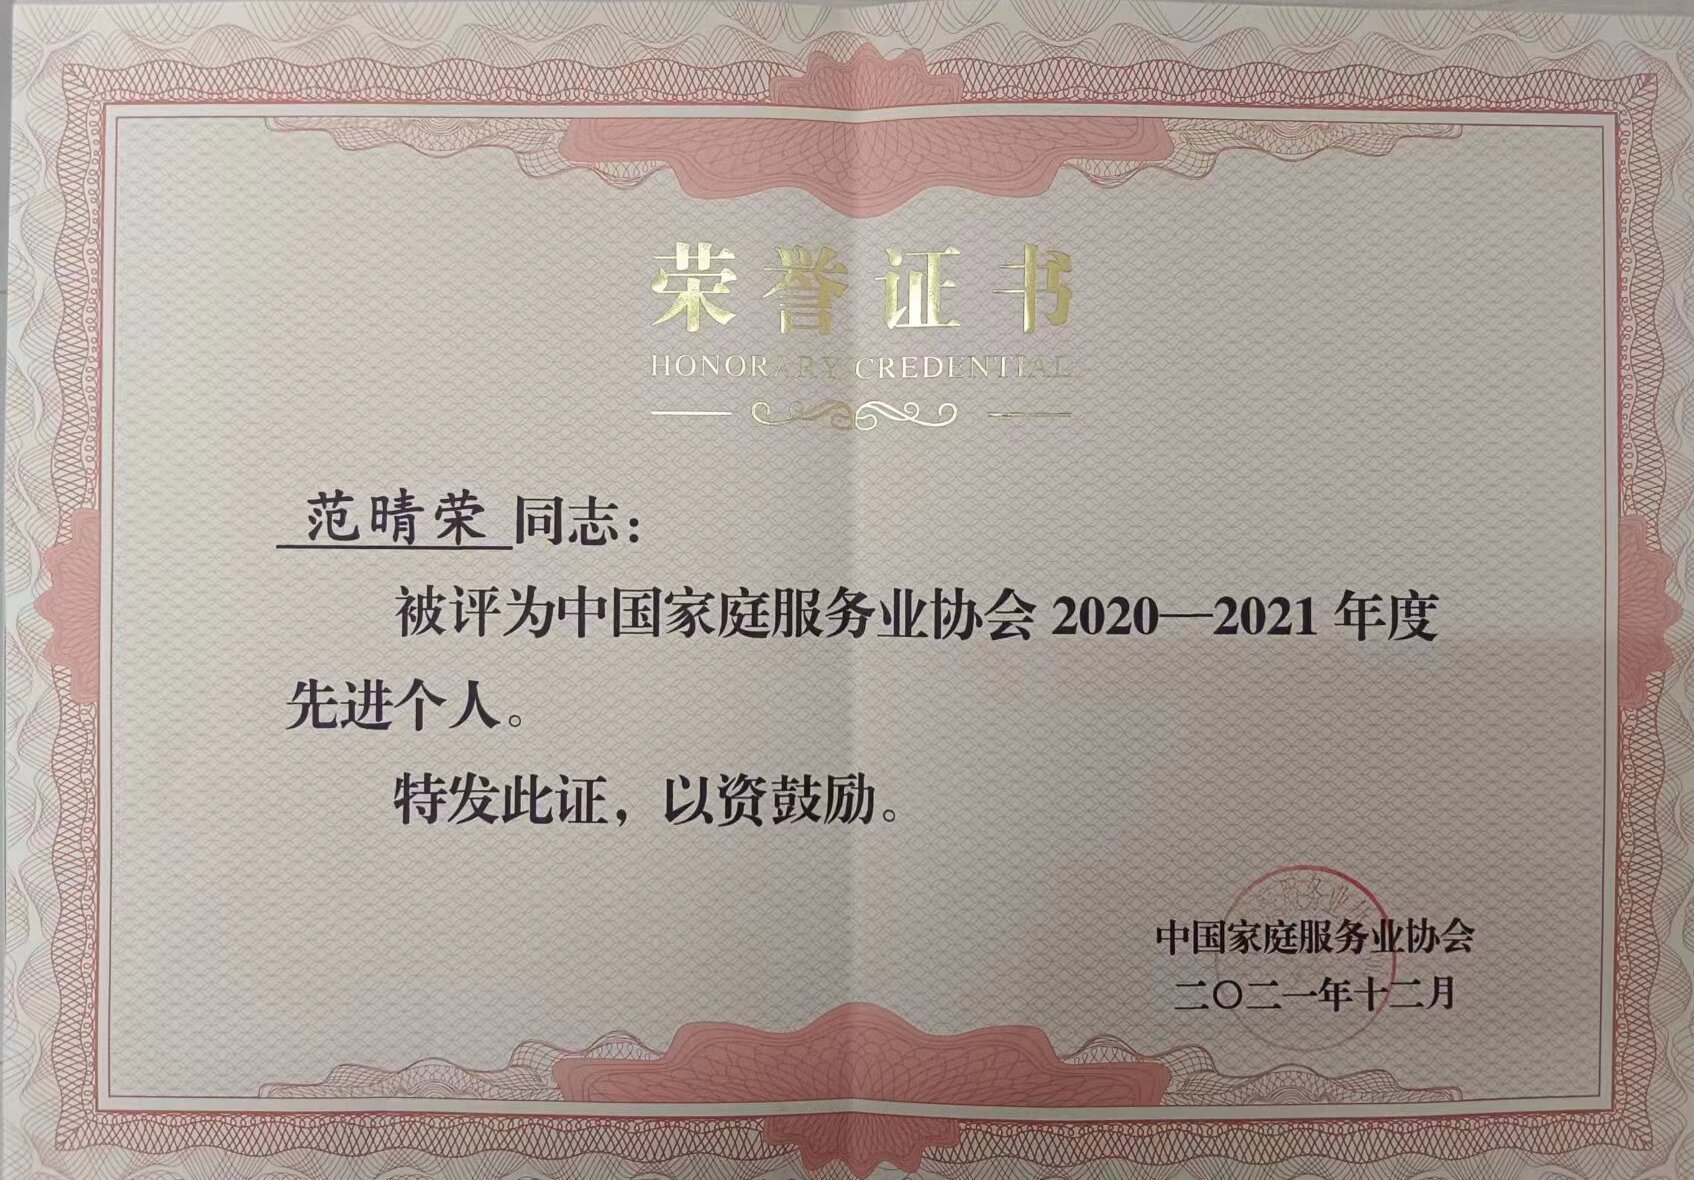 荣誉证书
HONORARY CREDENTIAL
范晴荣 同志：
被评为中国家庭服务业协会 2020—2021 年度
先进个人。
特发此证，以资鼓励。
中国家庭服务业协会
二〇二一年十二月